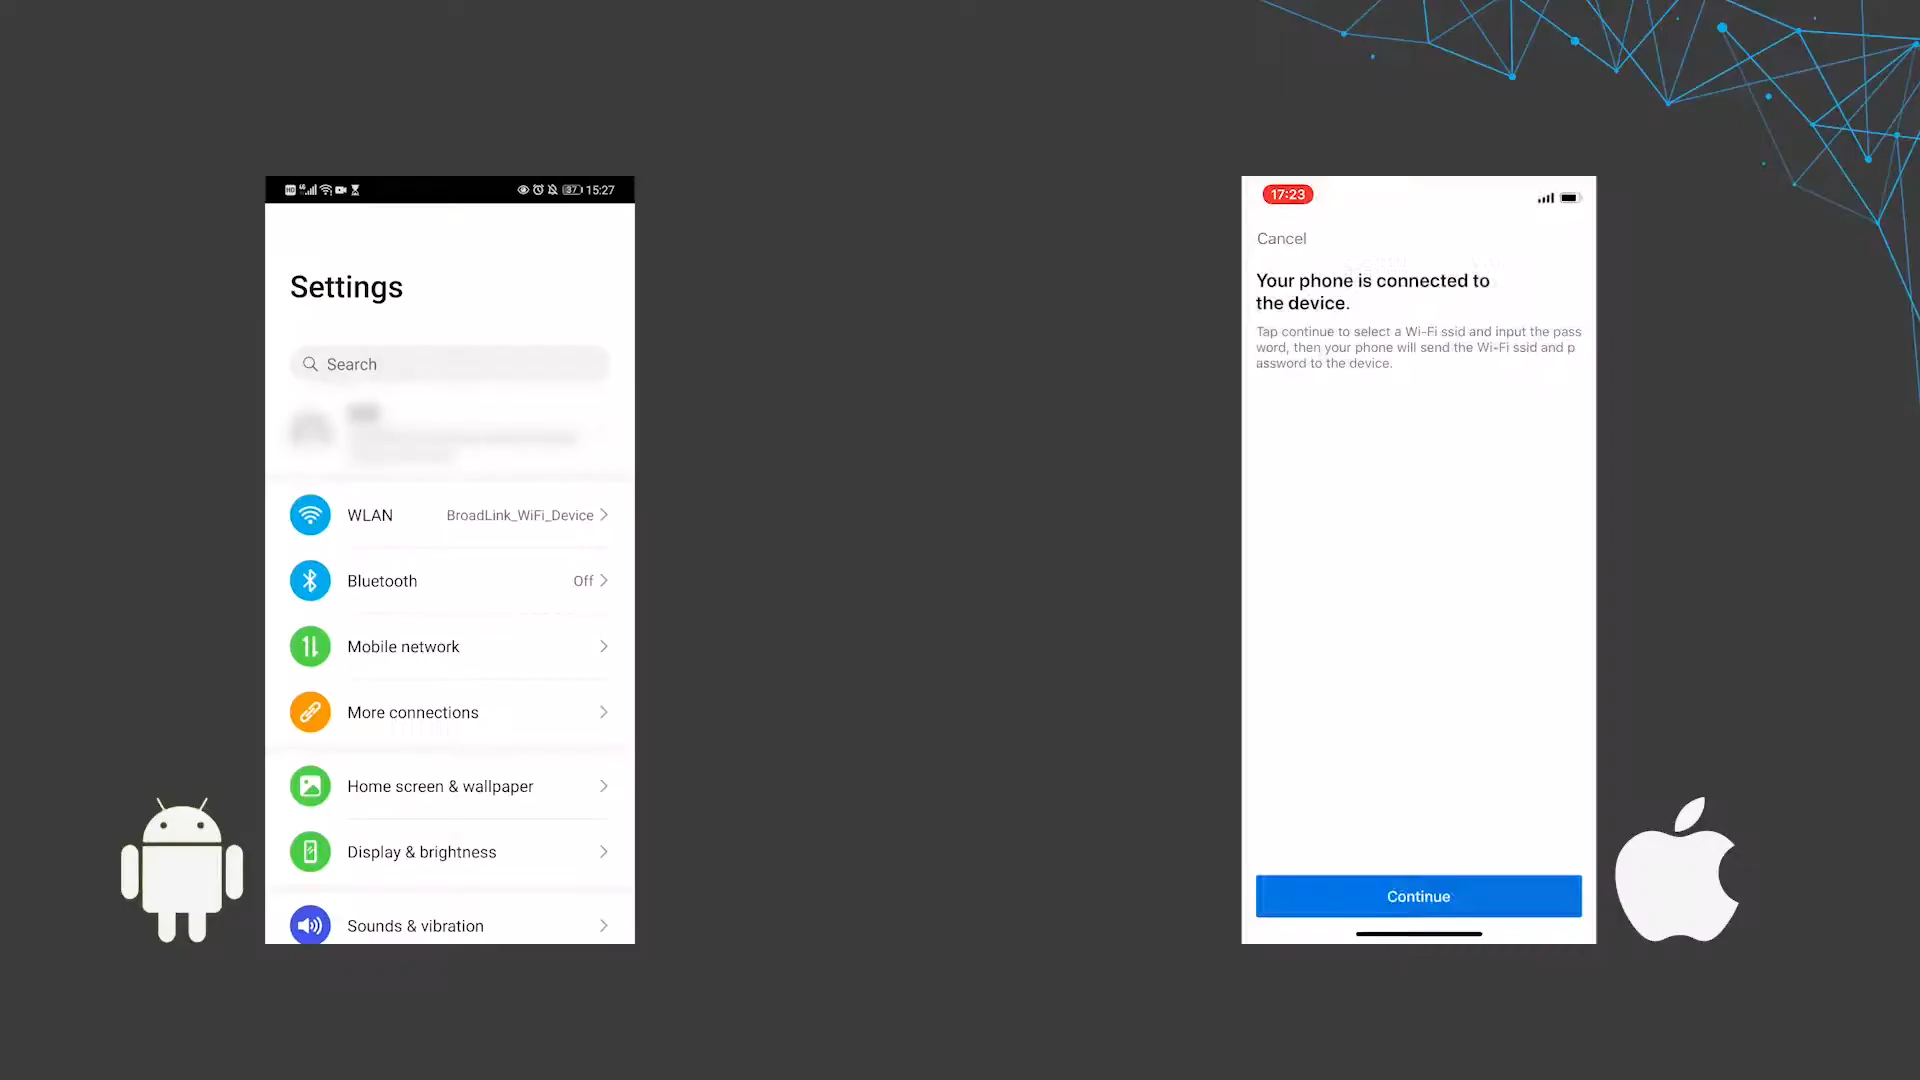 15:27
Settings
Search
WLAN BroadLink_WiFi_Device
Bluetooth Off
Mobile network
More connections
Home screen & wallpaper
Display & brightness
Sounds & vibration
17:23
Cancel
Your phone is connected to
the device.
Tap continue to select a Wi-Fi ssid and input the pass
word, then your phone will send the Wi-Fi ssid and p
assword to the device.
Continue